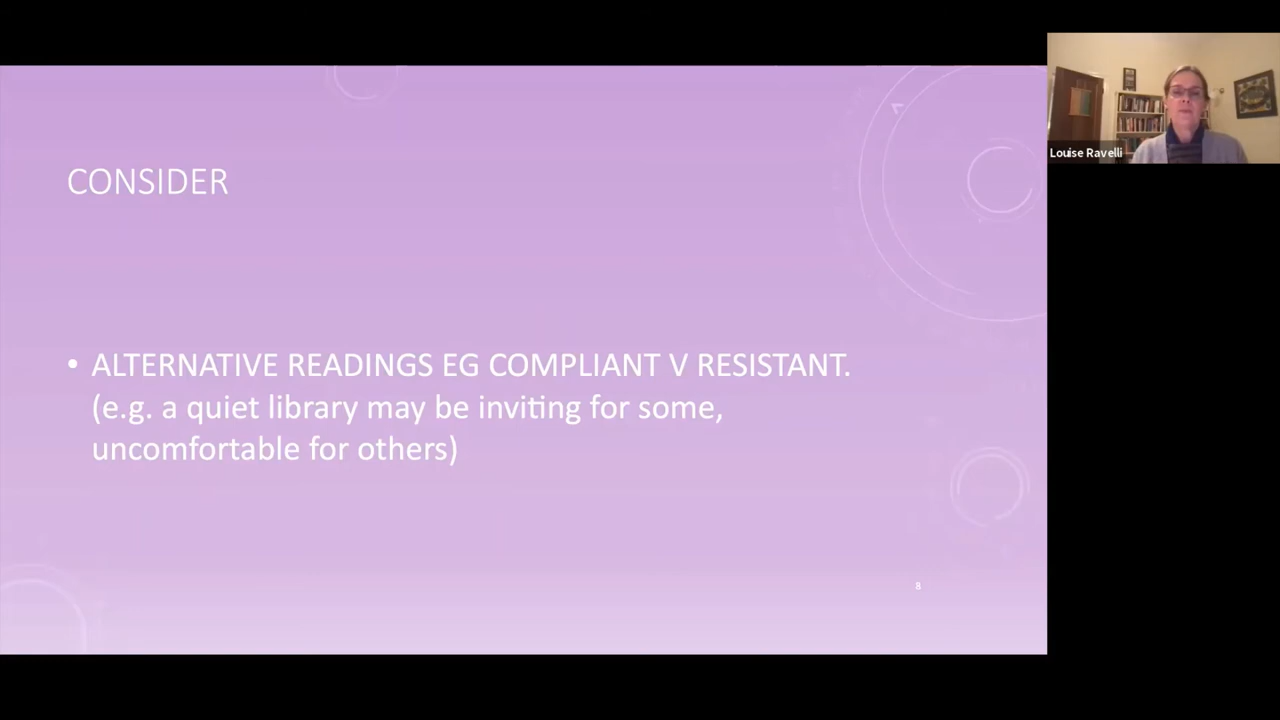 CONSIDER
• ALTERNATIVE READINGS EG COMPLIANT V RESISTANT.
(e.g. a quiet library may be inviting for some,
uncomfortable for others)
8
Louise Ravelli